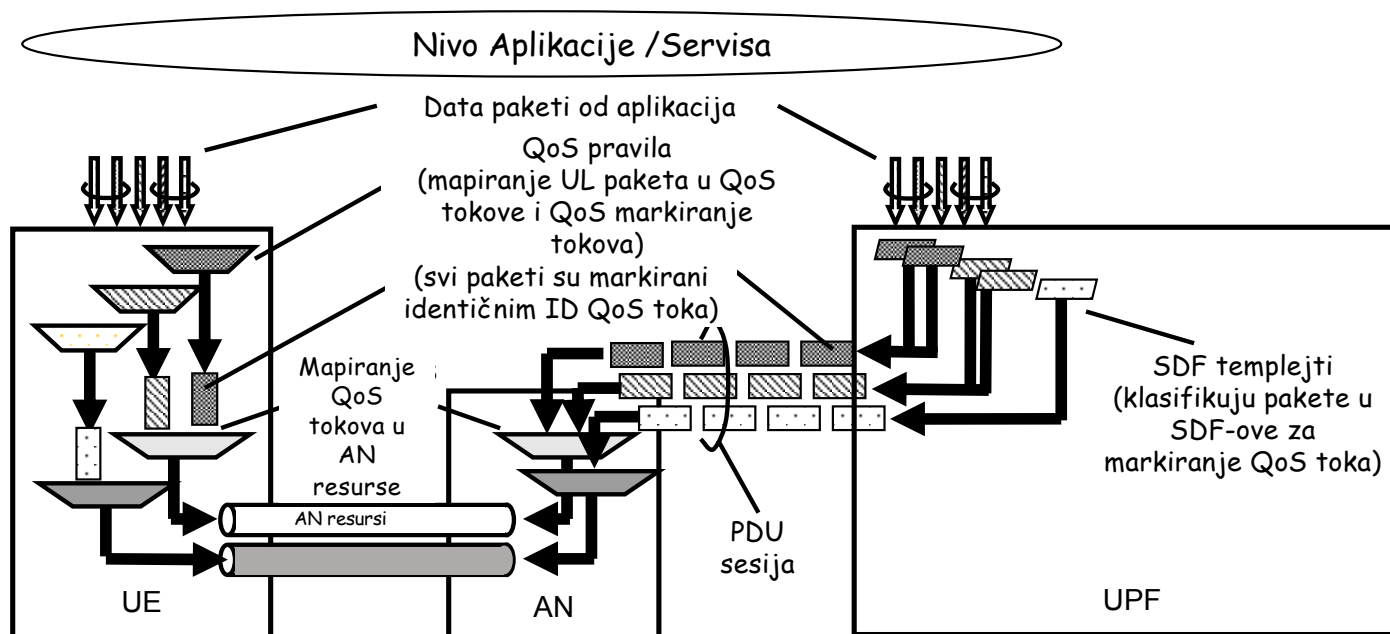 Nivo Aplikacije /Servisa
Data paketi od aplikacija
QoS pravila
(mapiranje UL paketa u QoS
tokove i QoS markiranje
tokova)
(svi paketi su markirani
identičnim ID QoS toka)
Mapiranje
QoS
tokova u
AN
resurse
SDF templejti
(klasifikuju pakete u
SDF-ove za
markiranje QoS toka)
AN resursi
PDU
sesija
UE
AN
UPF